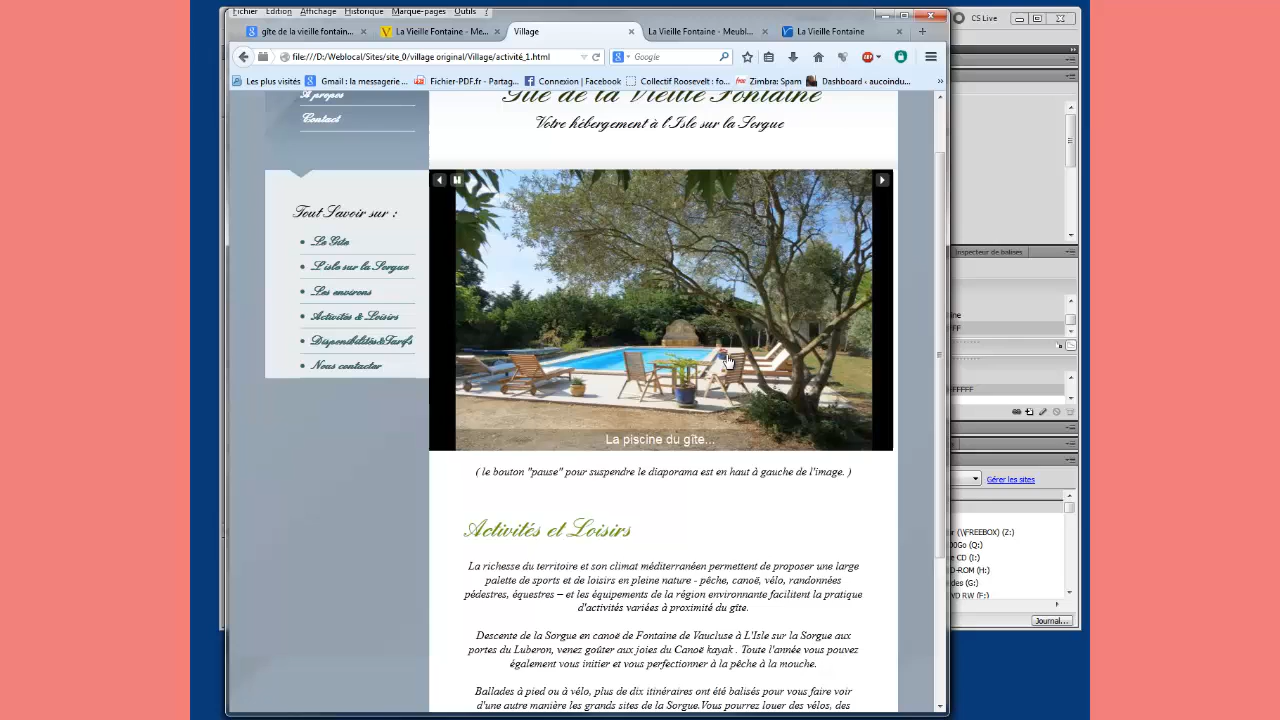 Fichier Edition Affichage Historique Marque-pages Outils ?
CS Live
gîte de la vieille fontain...
La Vieille Fontaine - Me...
Village
La Vieille Fontaine - Meubl...
La Vieille Fontaine
file:///D:/Weblocal/Sites/site_0/village original/Village/activité_1.html
Google
Les plus visités
Gmail : la messagerie ...
Fichier-PDF.fr - Partag...
Connexion | Facebook
Collectif Roosevelt : fo...
Zimbra: Spam
Dashboard ‹ aucoindu...
A propos
Contact
Gîte de la Vieille Fontaine
Votre hébergement à l'Isle sur la Sorgue
Tout Savoir sur :
Le Gîte
L'isle sur la Sorgue
Les environs
Activités & Loisirs
Disponibilités&Tarifs
Nous contacter
La piscine du gîte...
( le bouton "pause" pour suspendre le diaporama est en haut à gauche de l'image. )
Activités et Loisirs
La richesse du territoire et son climat méditerranéen permettent de proposer une large
palette de sports et de loisirs en pleine nature - pêche, canoë, vélo, randonnées
pédestres, équestres – et les équipements de la région environnante facilitent la pratique
d'activités variées à proximité du gîte.
Descente de la Sorgue en canoë de Fontaine de Vaucluse à L'Isle sur la Sorgue aux
portes du Luberon, venez goûter aux joies du Canoë kayak . Toute l'année vous pouvez
également vous initier et vous perfectionner à la pêche à la mouche.
Ballades à pied ou à vélo, plus de dix itinéraires ont été balisés pour vous faire voir
d'une autre manière les grands sites de la Sorgue.Vous pourrez louer des vélos, des
Inspecteur de balises
ine
FF
FFFFF
Gérer les sites
r (\\FREEBOX) (Z:)
00Go (Q:)
e CD (I:)
D-ROM (H:)
des (G:)
VD RW (F:)
Journal...